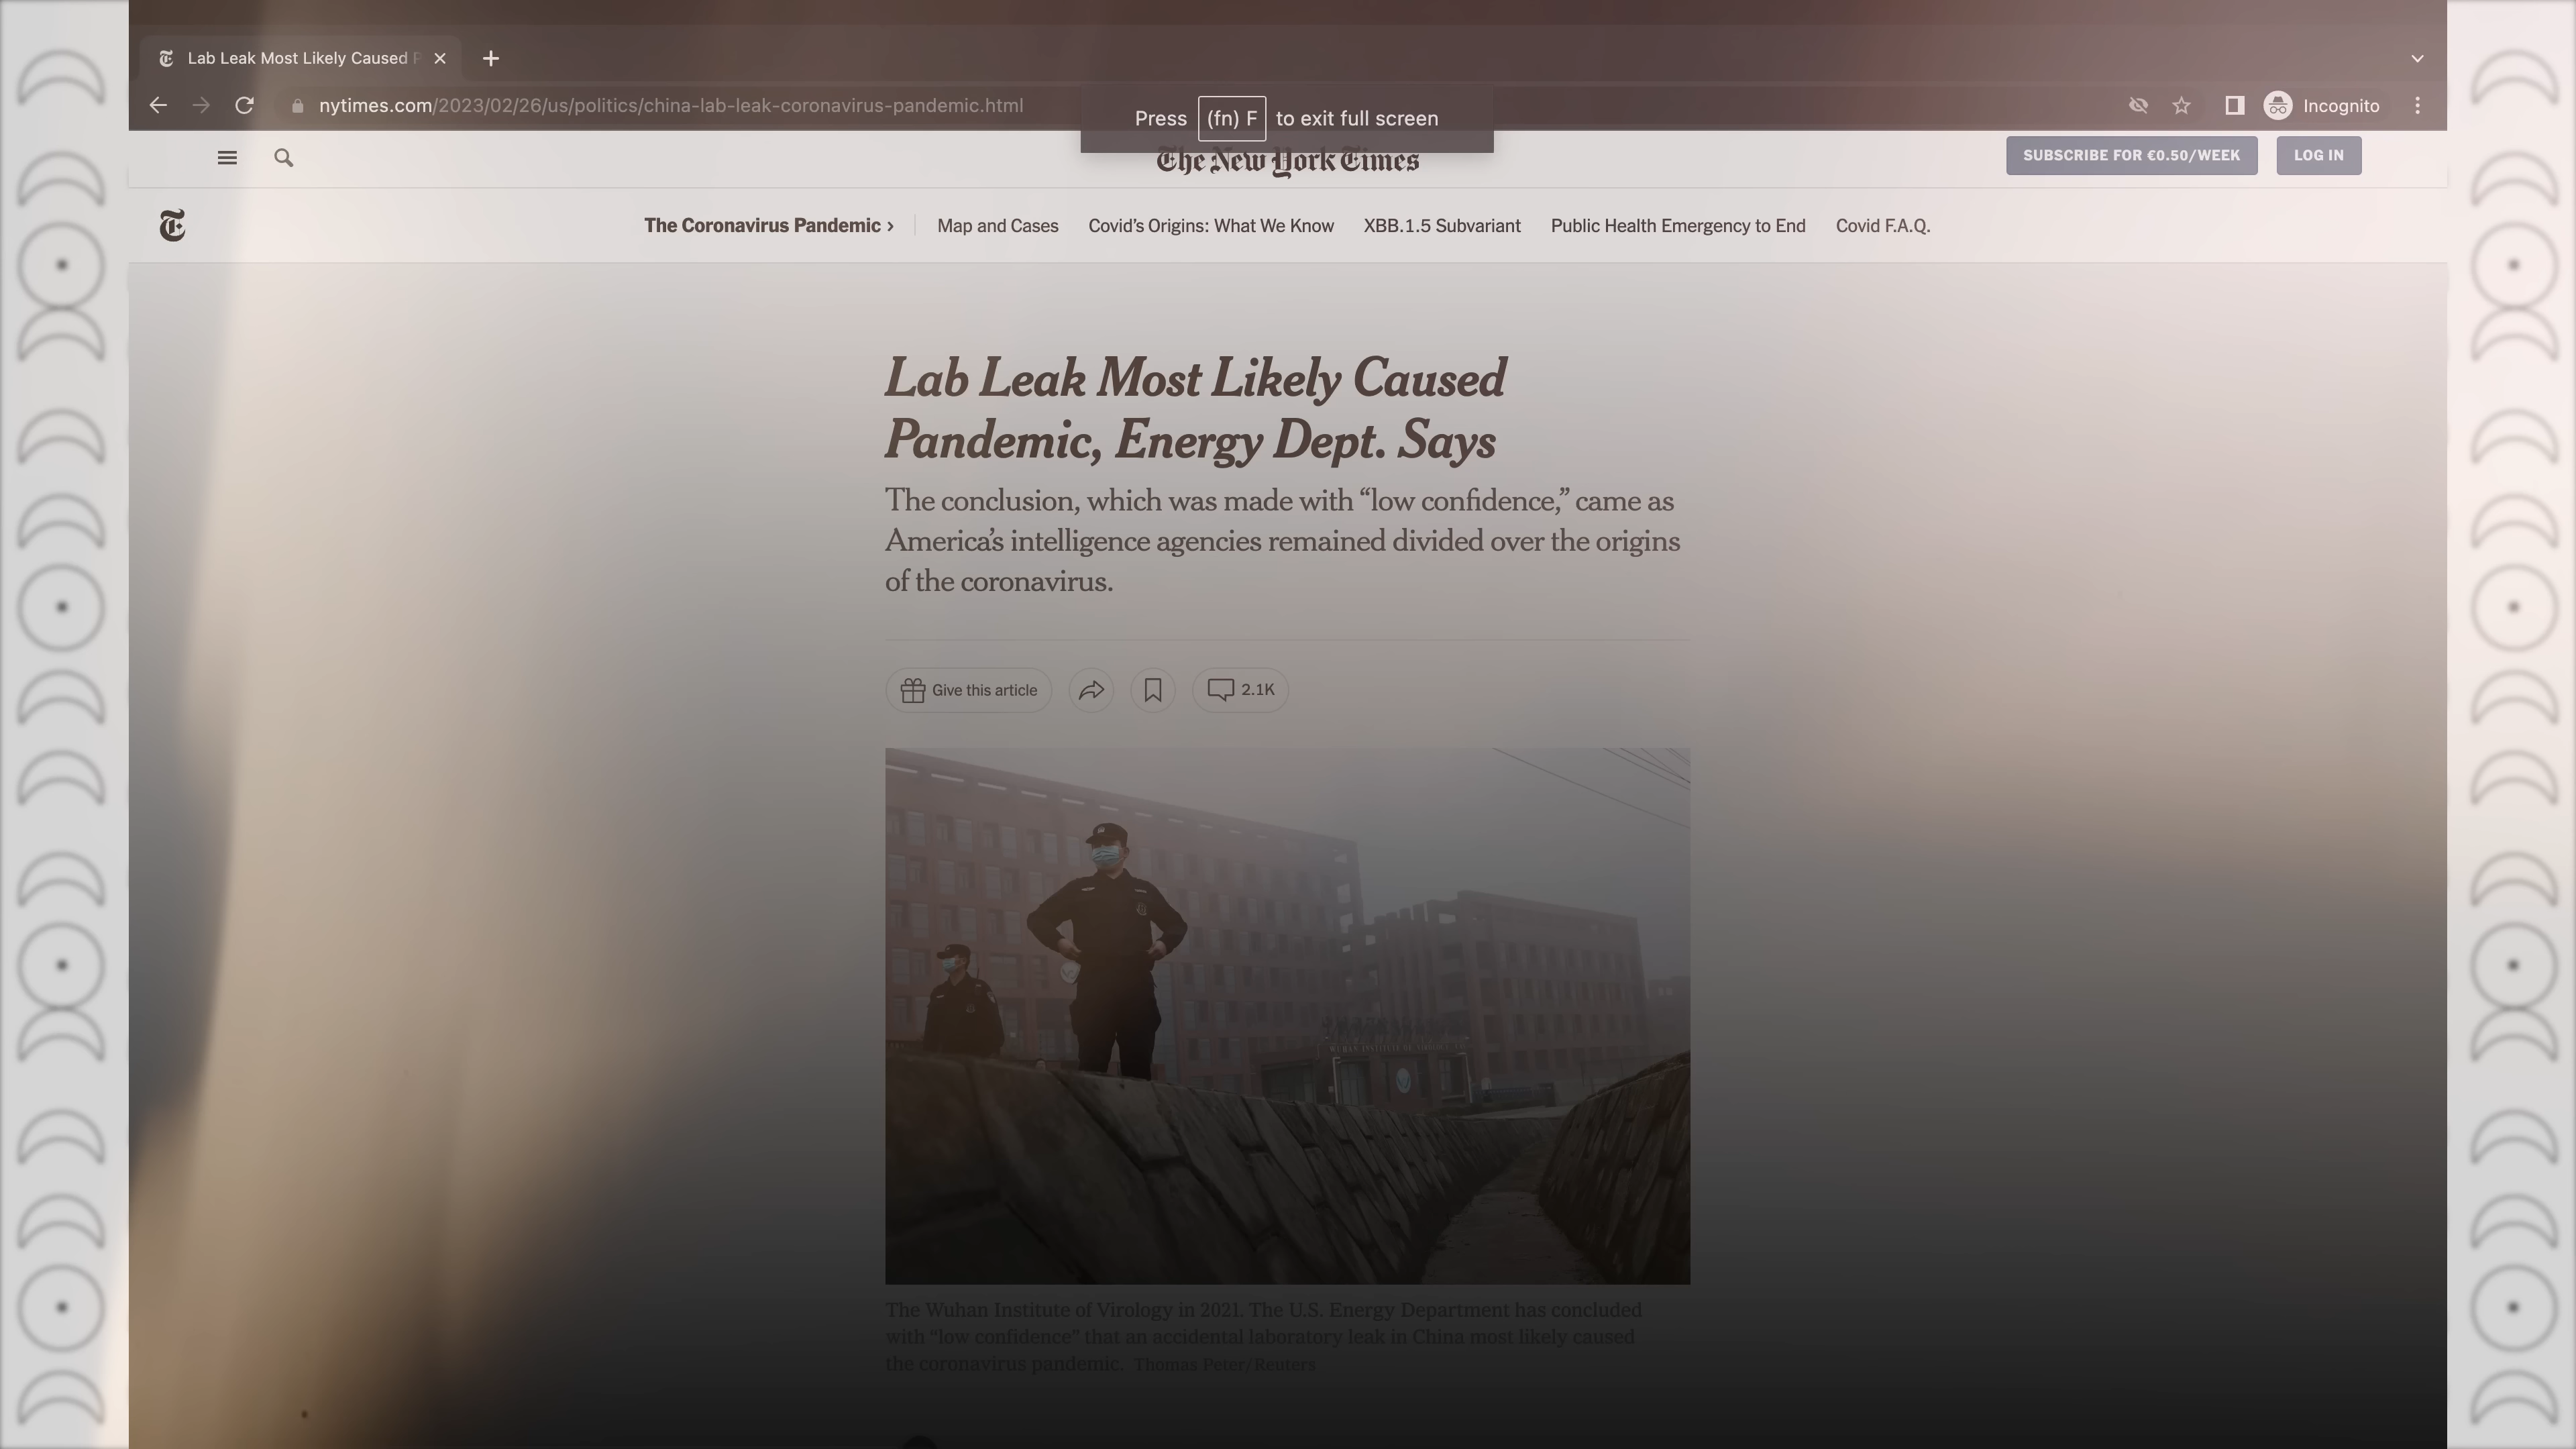 Lab Leak Most Likely Caused P
nytimes.com/2023/02/26/us/politics/china-lab-leak-coronavirus-pandemic.html
Incognito
Press (fn) F to exit full screen
The New York Times
SUBSCRIBE FOR €0.50/WEEK
LOG IN
The Coronavirus Pandemic ›
Map and Cases
Covid’s Origins: What We Know
XBB.1.5 Subvariant
Public Health Emergency to End
Covid F.A.Q.
Lab Leak Most Likely Caused
Pandemic, Energy Dept. Says
The conclusion, which was made with “low confidence,” came as
America’s intelligence agencies remained divided over the origins
of the coronavirus.
Give this article
2.1K
The Wuhan Institute of Virology in 2021. The U.S. Energy Department has concluded
with “low confidence” that an accidental laboratory leak in China most likely caused
the coronavirus pandemic. Thomas Peter/Reuters